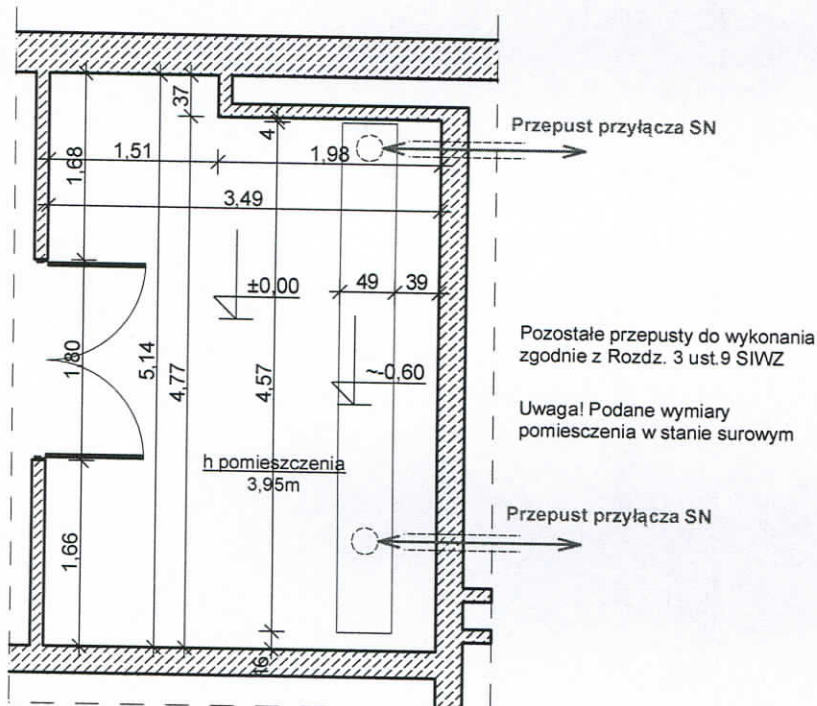 37
4
Przepust przyłącza SN
1,68
1,51
1,98
3,49
±0,00
49
39
1,80
5,14
4,77
4,57
~-0,60
Pozostałe przepusty do wykonania
zgodnie z Rozdz. 3 ust.9 SIWZ
Uwaga! Podane wymiary
pomiesczenia w stanie surowym
h pomieszczenia
3,95m
Przepust przyłącza SN
1,66